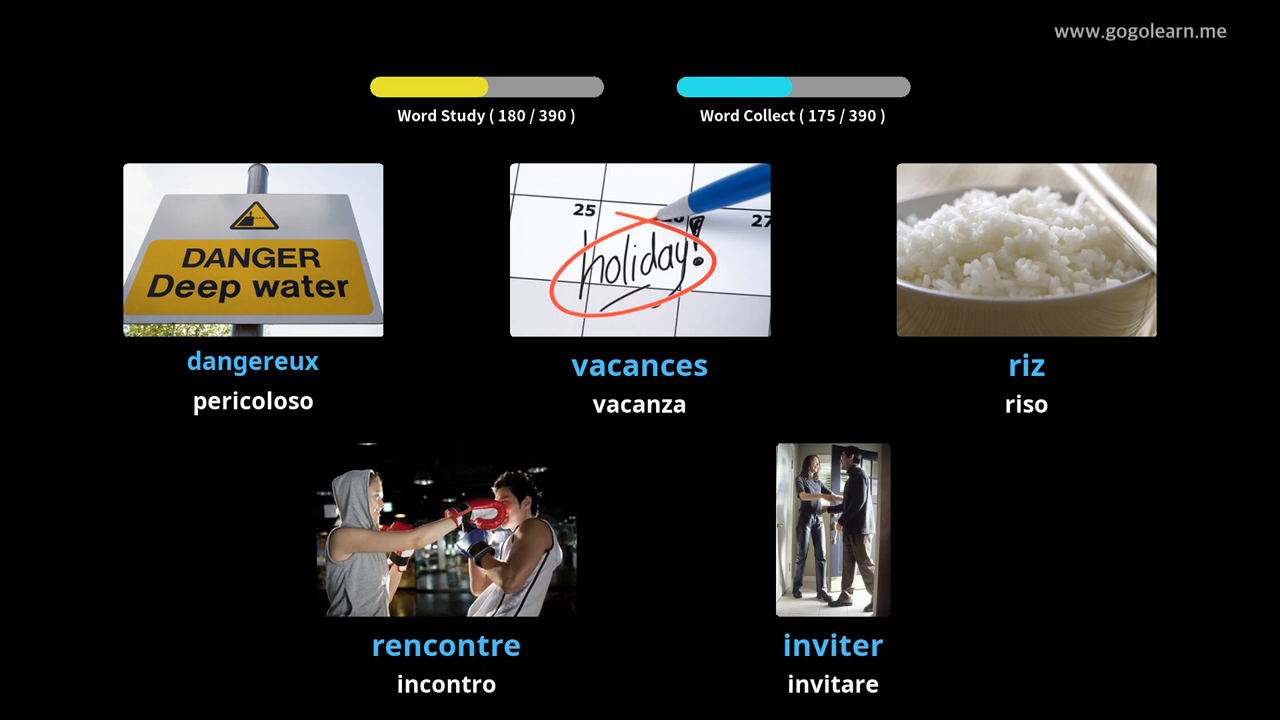 www.gogolearn.me
Word Study ( 180 / 390 )
Word Collect ( 175 / 390 )
DANGER
Deep water
25
27
holiday!
dangereux
pericoloso
vacances
vacanza
riz
riso
rencontre
incontro
inviter
invitare